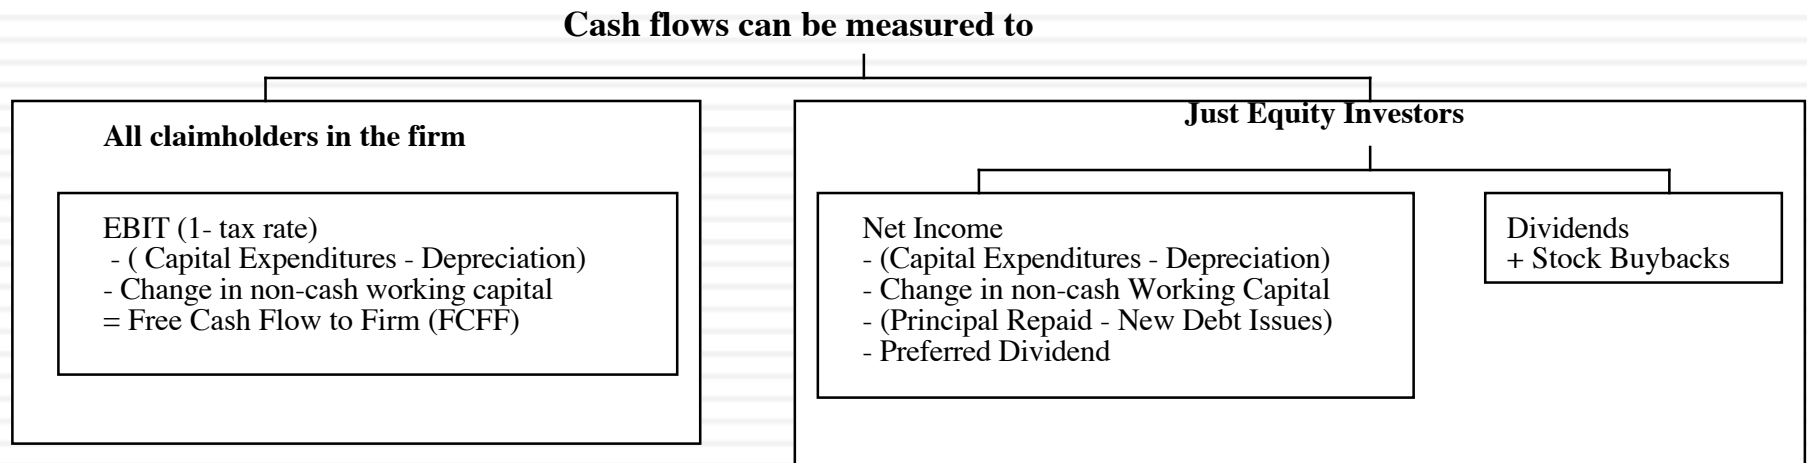 Cash flows can be measured to
All claimholders in the firm
EBIT (1- tax rate)
- ( Capital Expenditures - Depreciation)
- Change in non-cash working capital
= Free Cash Flow to Firm (FCFF)
Just Equity Investors
Net Income
- (Capital Expenditures - Depreciation)
- Change in non-cash Working Capital
- (Principal Repaid - New Debt Issues)
- Preferred Dividend
Dividends
+ Stock Buybacks